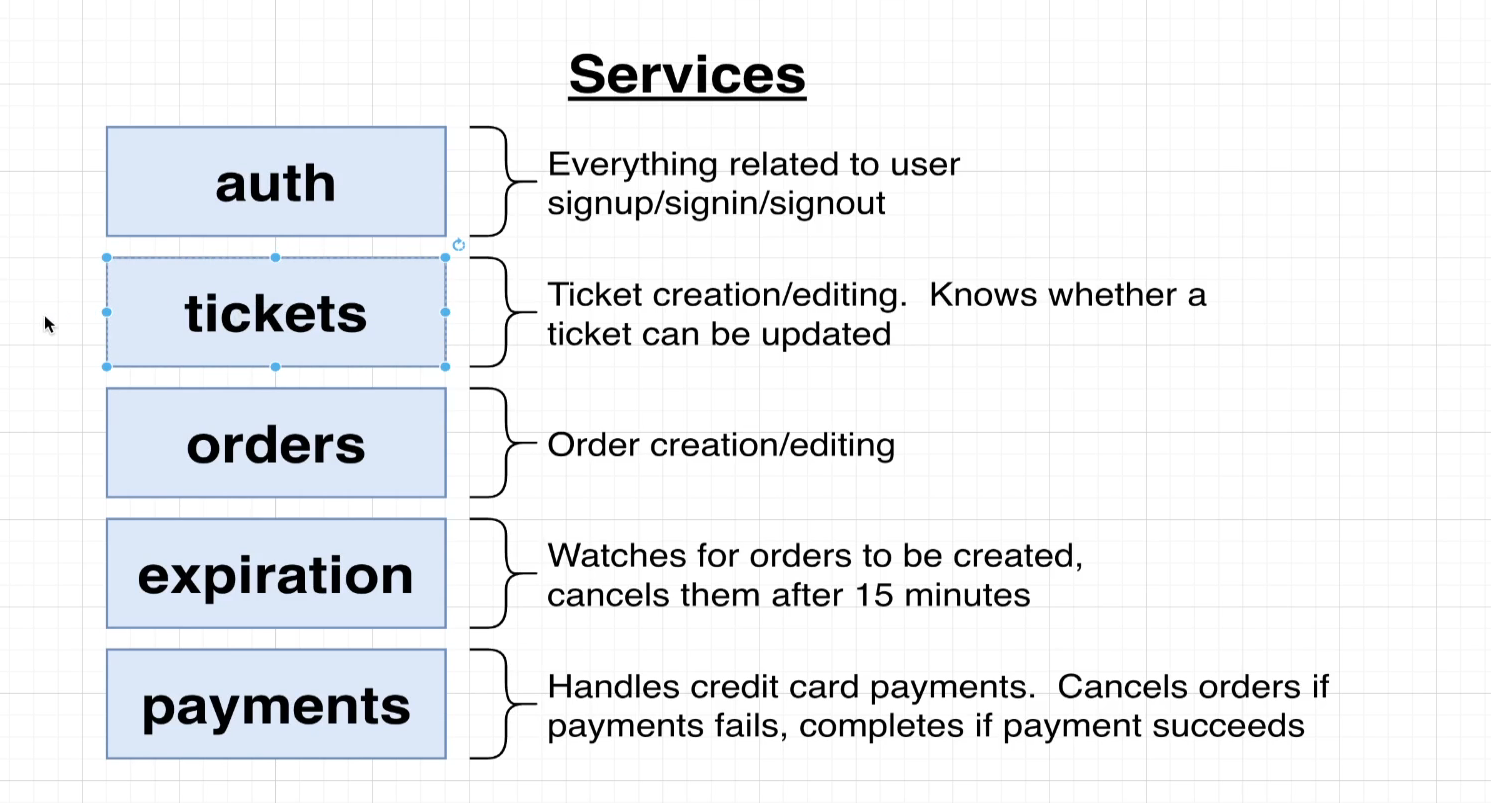 Services
auth
Everything related to user
signup/signin/signout
tickets
Ticket creation/editing.  Knows whether a
ticket can be updated
orders
Order creation/editing
expiration
Watches for orders to be created,
cancels them after 15 minutes
payments
Handles credit card payments.  Cancels orders if
payments fails, completes if payment succeeds